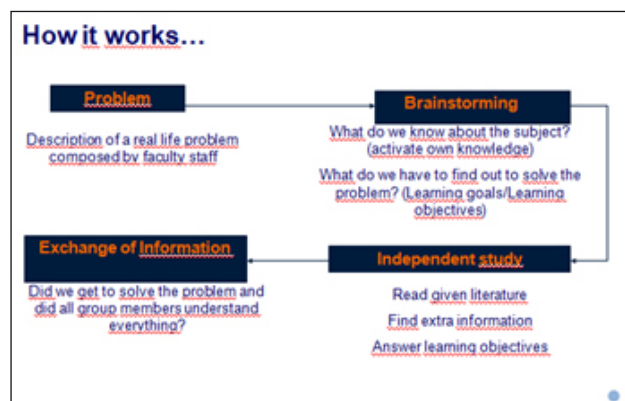 How it works…
Problem
Description of a real life problem
composed by faculty staff
Brainstorming
What do we know about the subject?
(activate own knowledge)
What do we have to find out to solve the
problem? (Learning goals/Learning
objectives)
Independent study
Read given literature
Find extra information
Answer learning objectives
Exchange of Information
Did we get to solve the problem and
did all group members understand
everything?